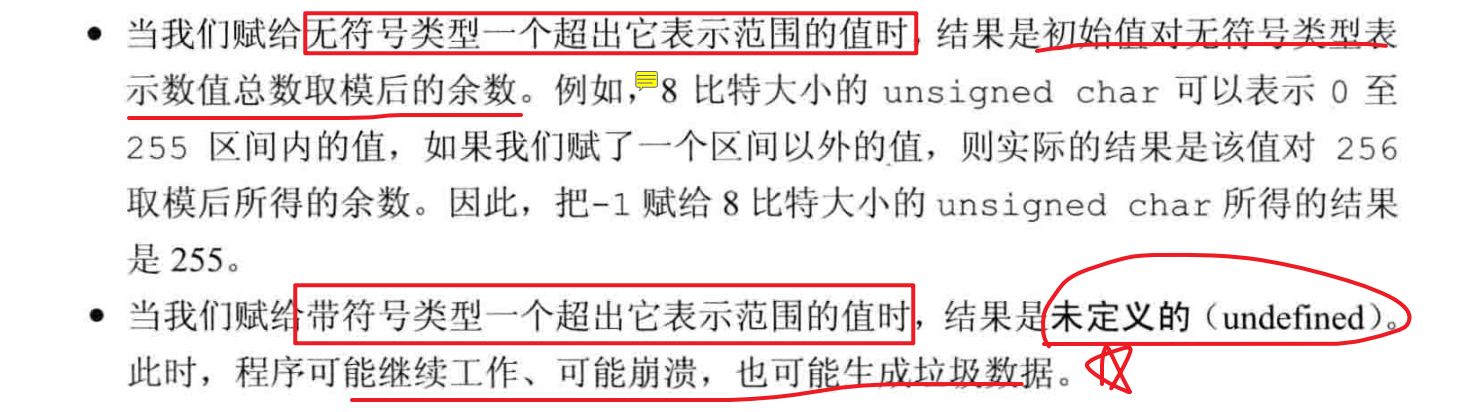 • 当我们赋给无符号类型一个超出它表示范围的值时，结果是初始值对无符号类型表
示数值总数取模后的余数。例如，8 比特大小的 unsigned char 可以表示 0 至
255 区间内的值，如果我们赋了一个区间以外的值，则实际的结果是该值对 256
取模后所得的余数。因此，把-1 赋给 8 比特大小的 unsigned char 所得的结果
是 255。
• 当我们赋给带符号类型一个超出它表示范围的值时，结果是未定义的（undefined）。
此时，程序可能继续工作、可能崩溃，也可能生成垃圾数据。